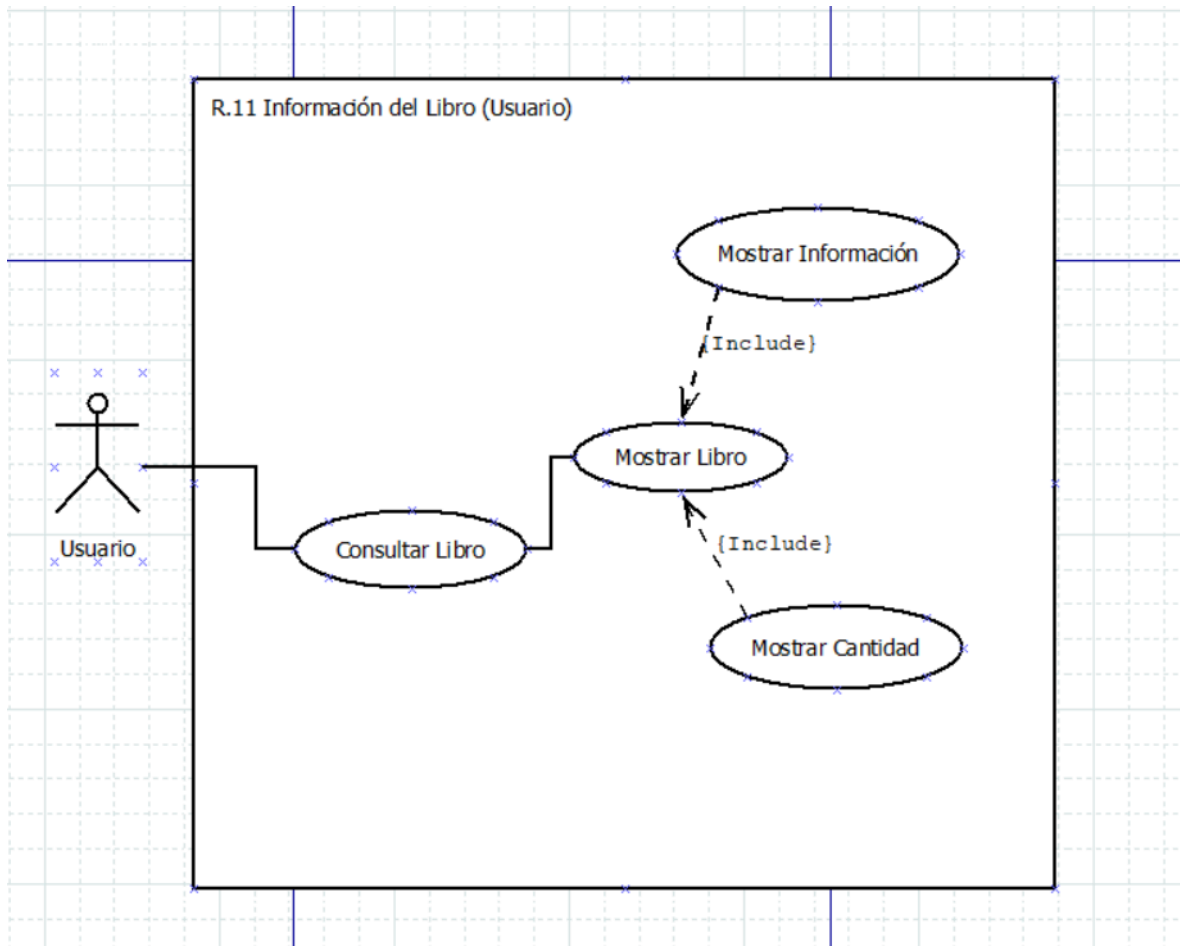 R.11 Información del Libro (Usuario)
Mostrar Información
{Include}
Mostrar Libro
{Include}
Usuario
Consultar Libro
Mostrar Cantidad